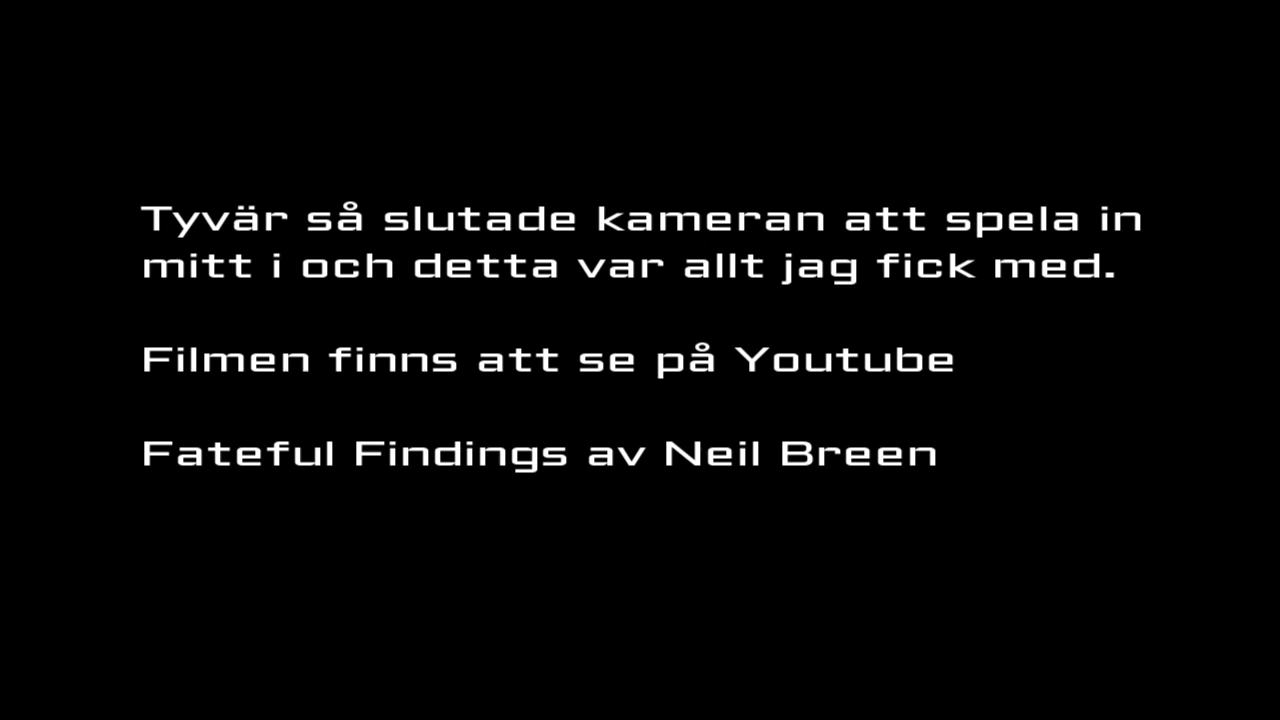 Tyvär så slutade kameran att spela in
mitt i och detta var allt jag fick med.
Filmen finns att se på Youtube
Fateful Findings av Neil Breen